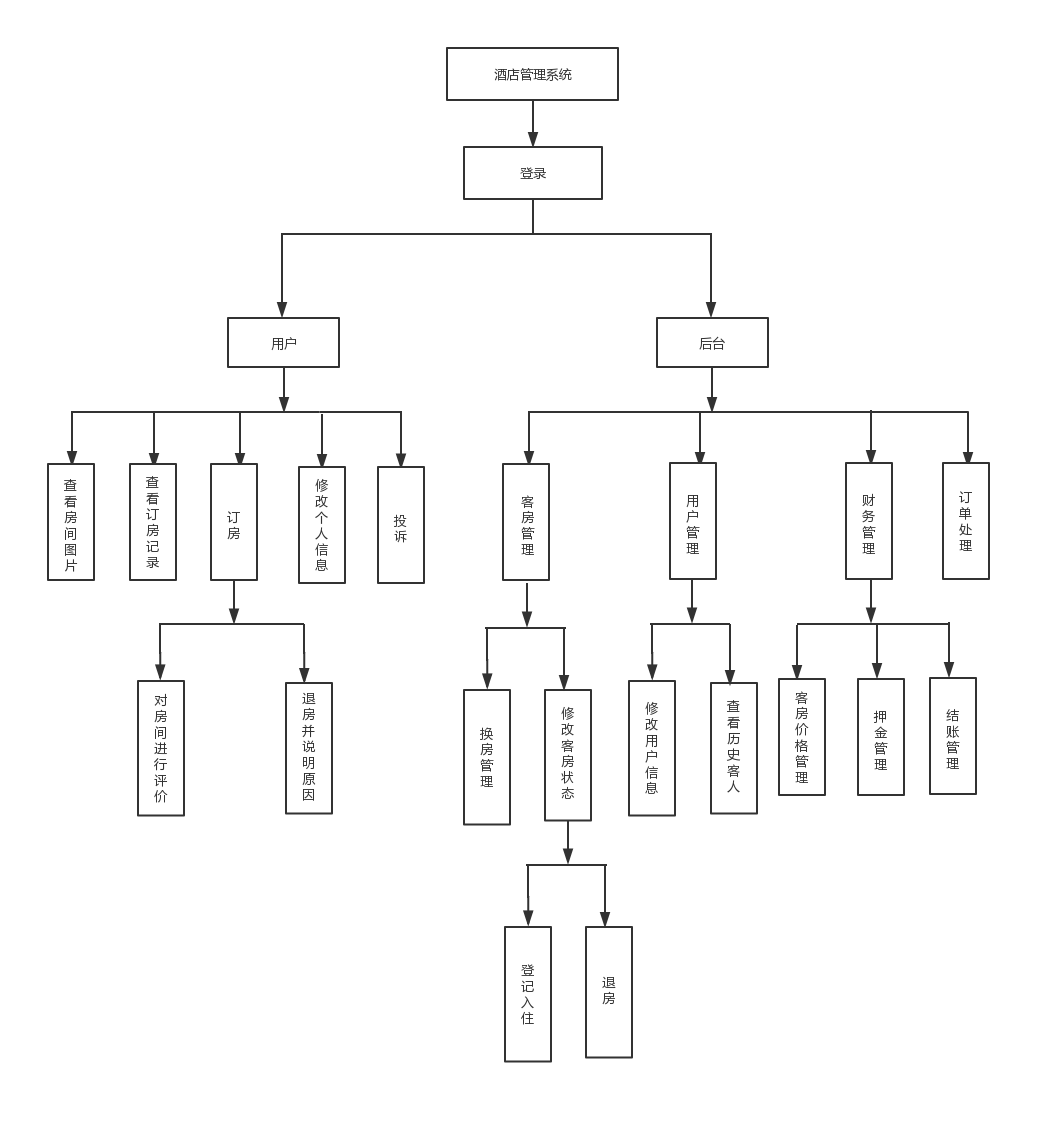 酒店管理系统
登录
用户
后台
查看房间图片
查看订房记录
订房
修改个人信息
投诉
客房管理
用户管理
财务管理
订单处理
对房间进行评价
退房并说明原因
换房管理
修改客房状态
修改用户信息
查看历史客人
客房价格管理
押金管理
结账管理
登记入住
退房